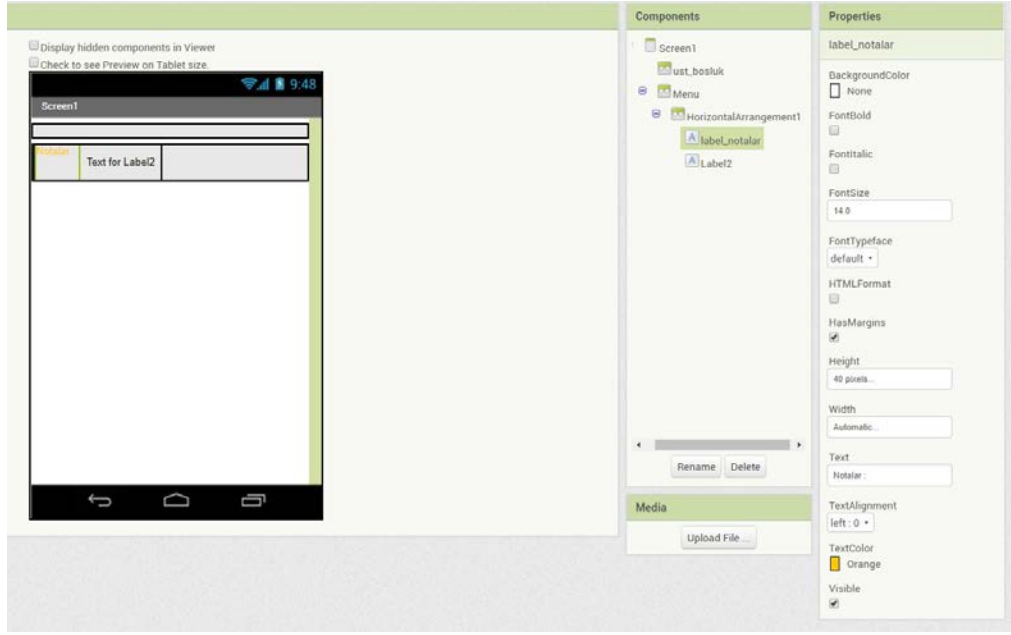 Display hidden components in Viewer
Check to see Preview on Tablet size.
9:48
Screen1
Notalar
Text for Label2
Components
Screen1
ust_bosluk
Menu
HorizontalArrangement1
label_notalar
Label2
Rename
Delete
Media
Upload File ...
Properties
label_notalar
BackgroundColor
None
FontBold
FontItalic
FontSize
14.0
FontTypeface
default
HTMLFormat
HasMargins
Height
40 pixels...
Width
Automatic...
Text
Notalar :
TextAlignment
left : 0
TextColor
Orange
Visible